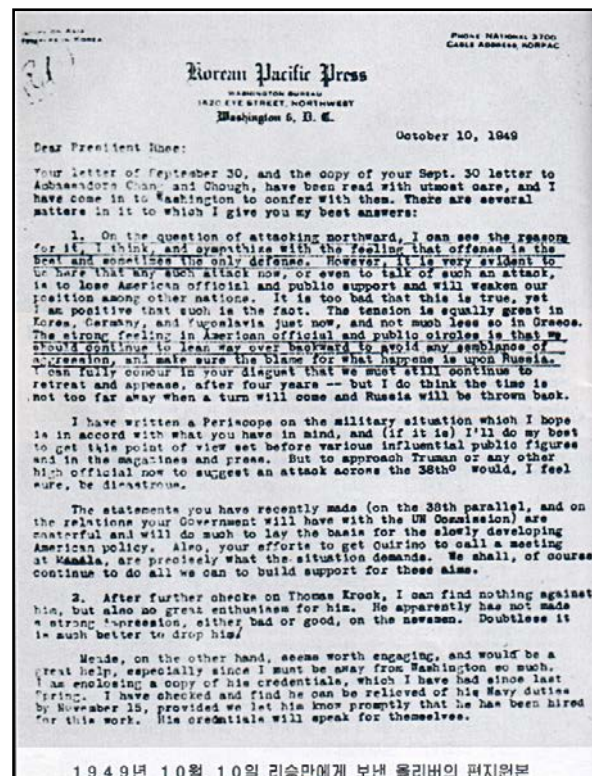 PHONE NATIONAL 3700
CABLE ADDRESS, KORPAC
Korean Pacific Press
WASHINGTON BUREAU
1620 EYE STREET, NORTHWEST
Washington 6, D. C.
October 10, 1949
Dear President Rhee:
Your letter of September 30, and the copy of your Sept. 30 letter to
Ambassadors Chang and Chough, have been read with utmost care, and I
have come in to Washington to confer with them. There are several
matters in it to which I give you my best answers:
1. On the question of attacking northward, I can see the reasons
for it, I think, and sympathize with the feeling that offense is the
best and sometimes the only defense. However, it is very evident to
us here that any such attack now, or even to talk of such an attack,
is to lose American official and public support and will weaken our
position among other nations. It is too bad that this is true, yet
I am positive that such is the fact. The tension is equally great in
Korea, Germany, and Yugoslavia just now, and not much less so in Greece.
The strong feeling in American official and public circles is that we
should continue to lean way over backward to avoid any semblance of
aggression, and make sure the blame for what happens is upon Russia.
I can fully concur in your disgust that we must still continue to
retreat and appease, after four years -- but I do think the time is
not too far away when a turn will come and Russia will be thrown back.
I have written a Periscope on the military situation which I hope
is in accord with what you have in mind, and (if it is) I'll do my best
to get this point of view set before various influential public figures
and in the magazines and press. But to approach Truman or any other
high official now to suggest an attack across the 38th° would, I feel
sure, be disastrous.
The statements you have recently made (on the 38th parallel, and on
the relations your Government will have with the UN Commission) are
masterful and will do much to lay the basis for the slowly developing
American policy. Also, your efforts to get Quirino to call a meeting
at Manila, are precisely what the situation demands. We shall, of course
continue to do all we can to build support for these aims.
2. After further checks on Thomas Krock, I can find nothing against
him, but also no great enthusiasm for him. He apparently has not made
a strong impression, either bad or good, on the newsmen. Doubtless it
is much better to drop him/
Meade, on the other hand, seems worth engaging, and would be a
great help, especially since I must be away from Washington so much.
I am enclosing a copy of his credentials, which I have had since last
Spring. I have checked and find he can be relieved of his Navy duties
by November 15, provided we let him know promptly that he has been hired
for this work. His credentials will speak for themselves.
1949년 10월 10일 리승만에게 보낸 올리버의 편지원본